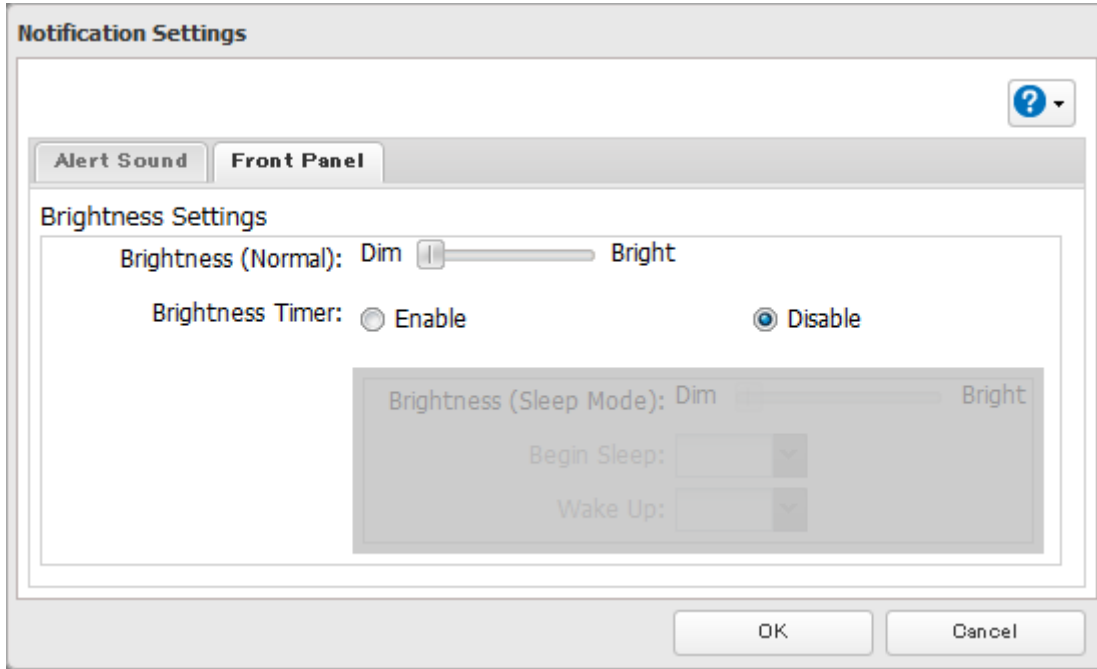 Notification Settings
?
Alert Sound Front Panel
Brightness Settings
Brightness (Normal): Dim Bright
Brightness Timer: Enable Disable
Brightness (Sleep Mode): Dim Bright
Begin Sleep:
Wake Up:
OK Cancel